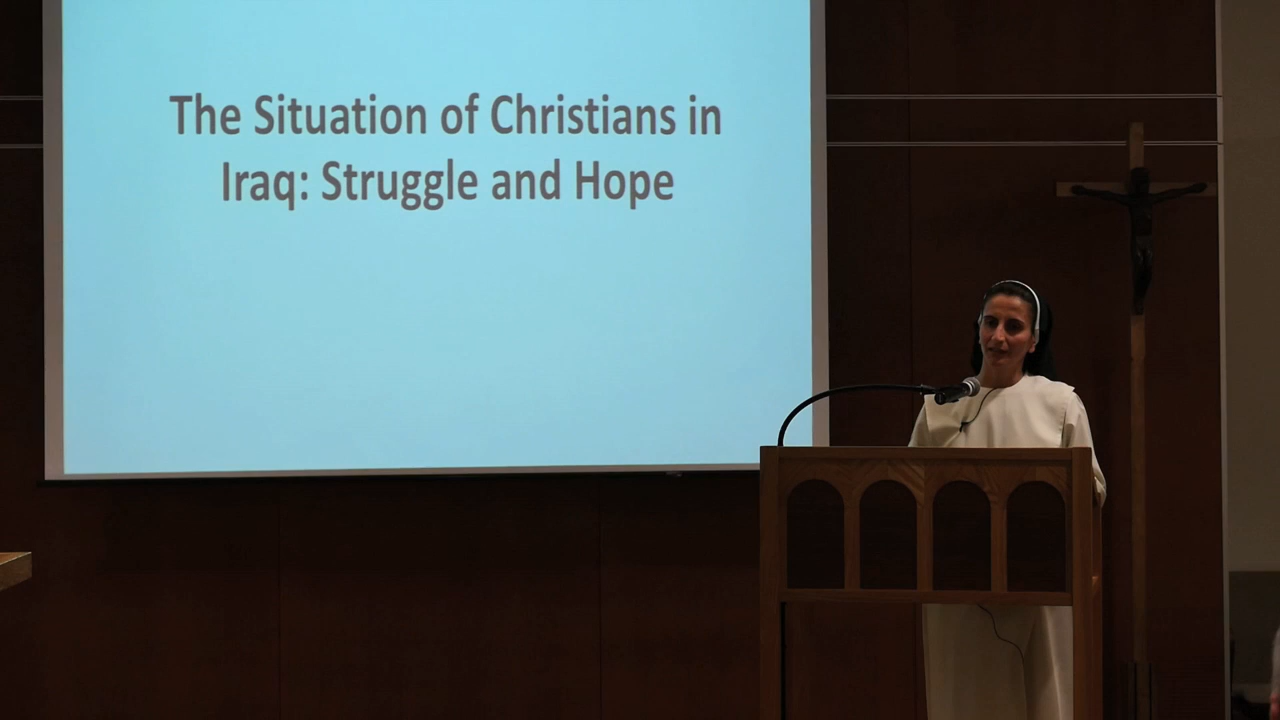 The Situation of Christians in
Iraq: Struggle and Hope